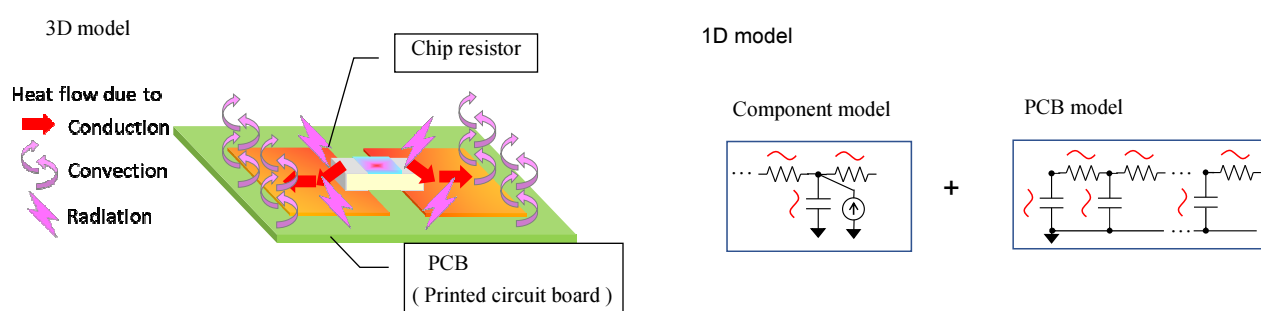 3D model
Chip resistor
Heat flow due to
Conduction
Convection
Radiation
PCB
( Printed circuit board )
1D model
Component model
PCB model
...
+
...
...